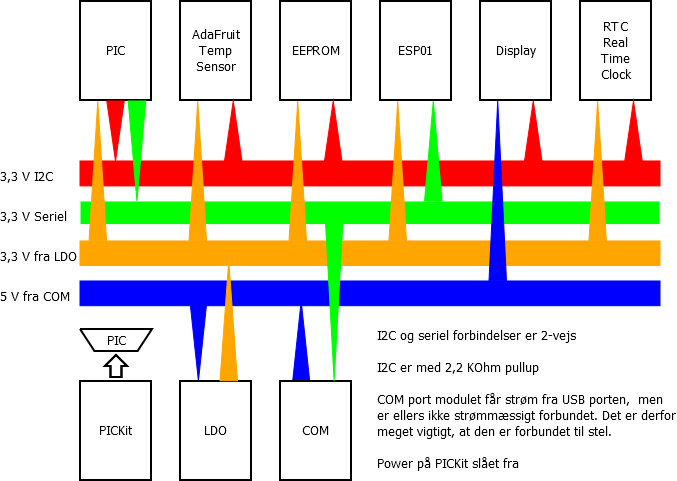 PIC
AdaFruit
Temp
Sensor
EEPROM
ESP01
Display
RTC
Real
Time
Clock
3,3 V I2C
3,3 V Seriel
3,3 V fra LDO
5 V fra COM
PIC
PICKit
LDO
COM
I2C og seriel forbindelser er 2-vejs
I2C er med 2,2 KOhm pullup
COM port modulet får strøm fra USB porten, men
er ellers ikke strømmæssigt forbundet. Det er derfor
meget vigtigt, at den er forbundet til stel.
Power på PICKit slået fra